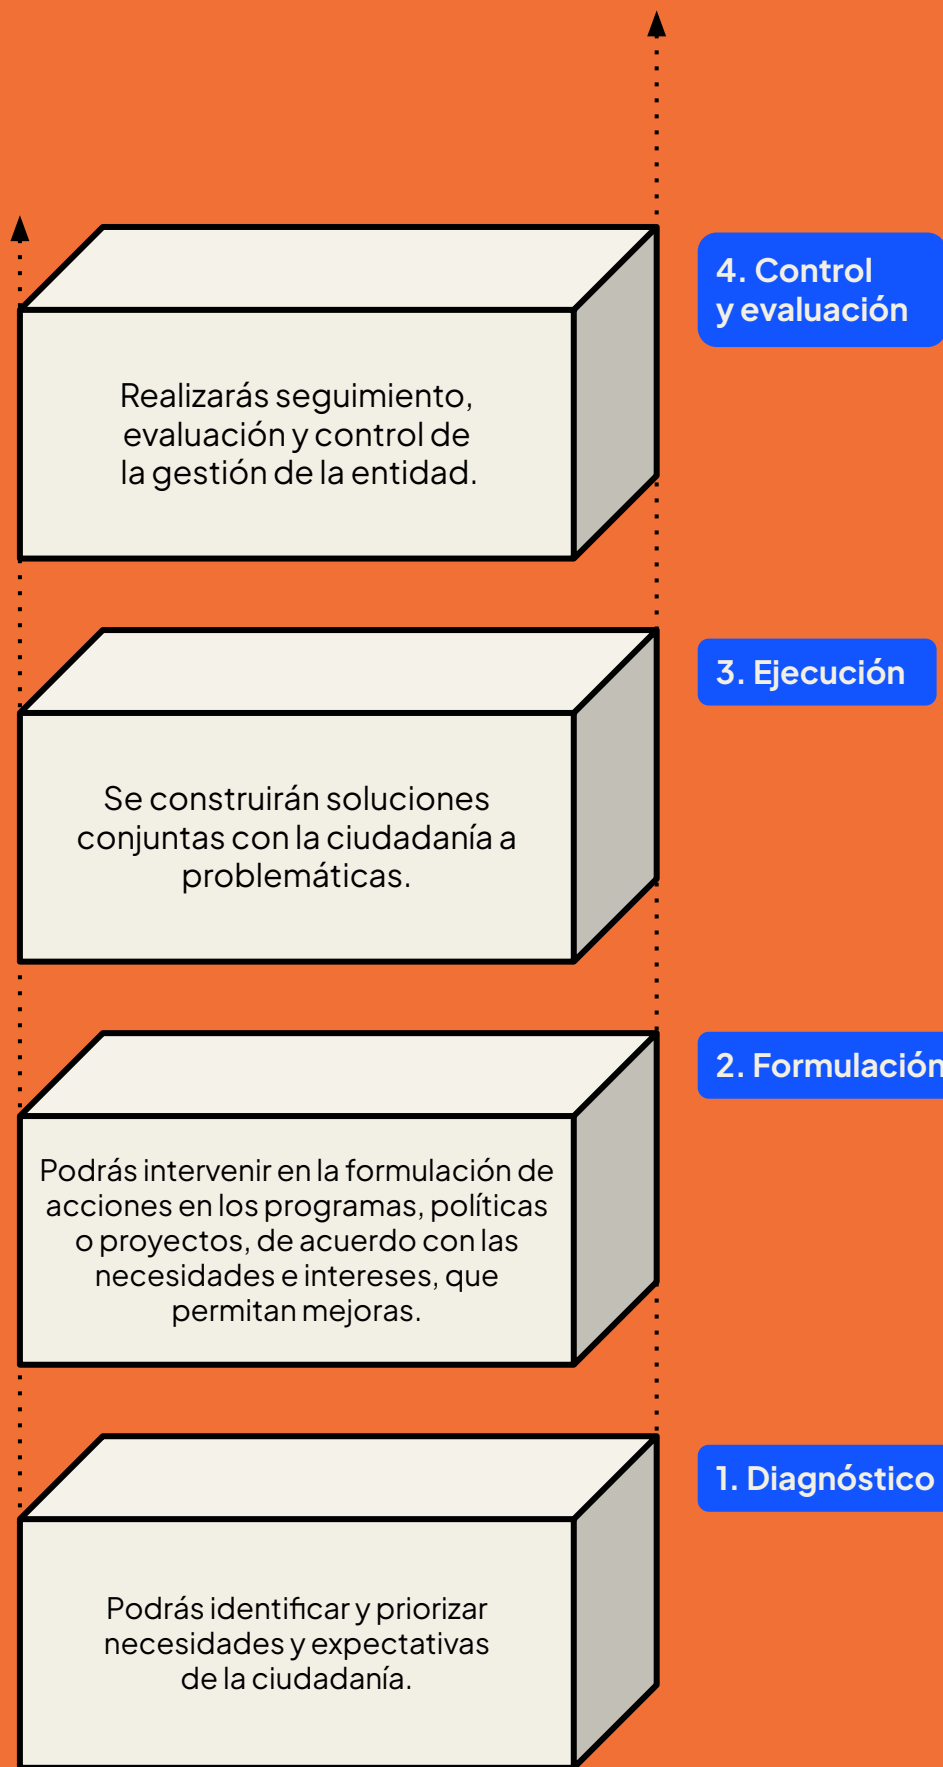 4. Control
y evaluación
Realizarás seguimiento,
evaluación y control de
la gestión de la entidad.
3. Ejecución
Se construirán soluciones
conjuntas con la ciudadanía a
problemáticas.
2. Formulación
Podrás intervenir en la formulación de
acciones en los programas, políticas
o proyectos, de acuerdo con las
necesidades e intereses, que
permitan mejoras.
1. Diagnóstico
Podrás identificar y priorizar
necesidades y expectativas
de la ciudadanía.